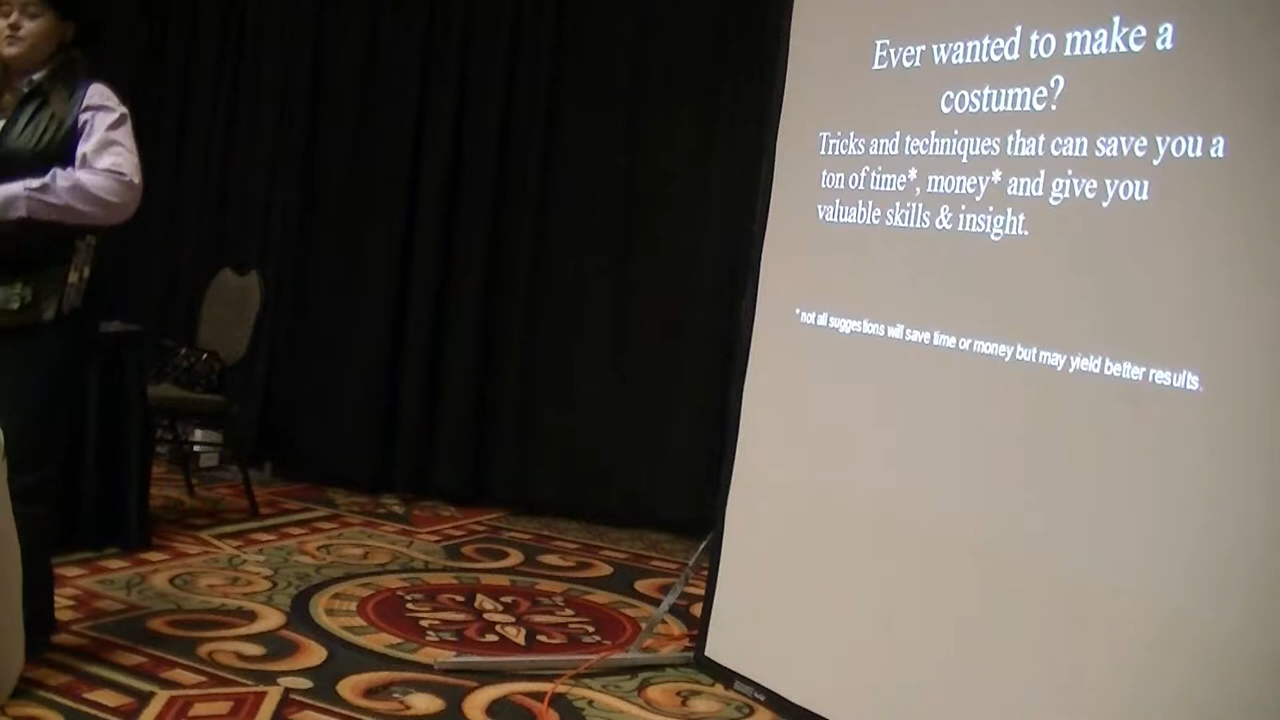 Ever wanted to make a
costume?
Tricks and techniques that can save you a
ton of time*, money* and give you
valuable skills & insight.
*not all suggestions will save time or money but may yield better results.